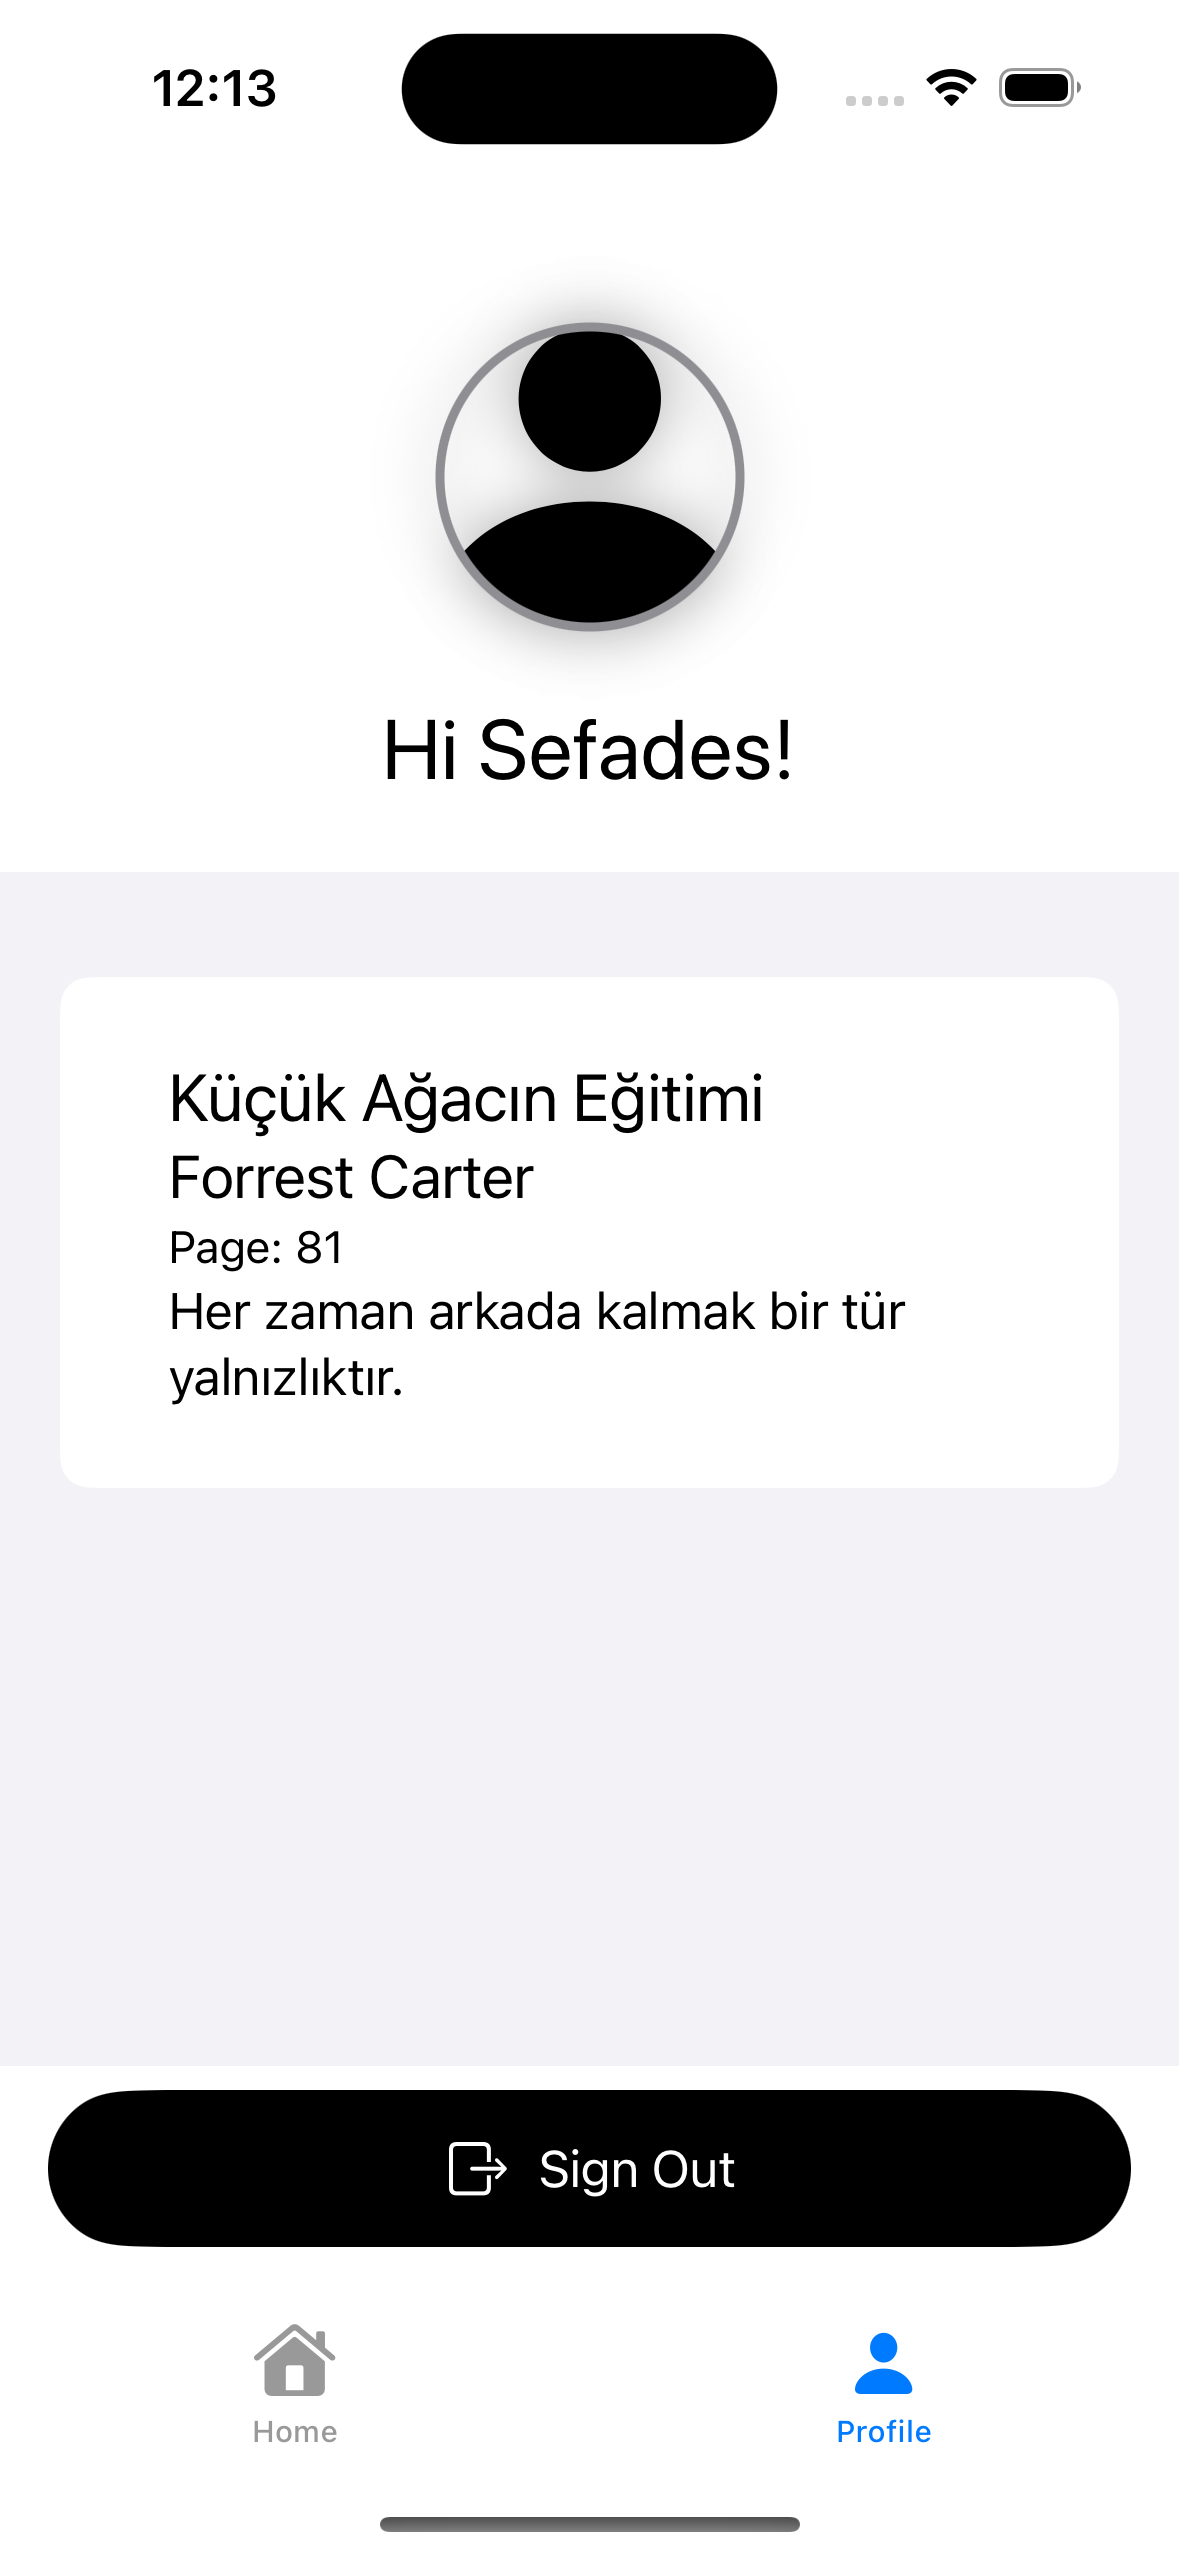 12:13
Hi Sefades!
Küçük Ağacın Eğitimi
Forrest Carter
Page: 81
Her zaman arkada kalmak bir tür
yalnızlıktır.
Sign Out
Home
Profile